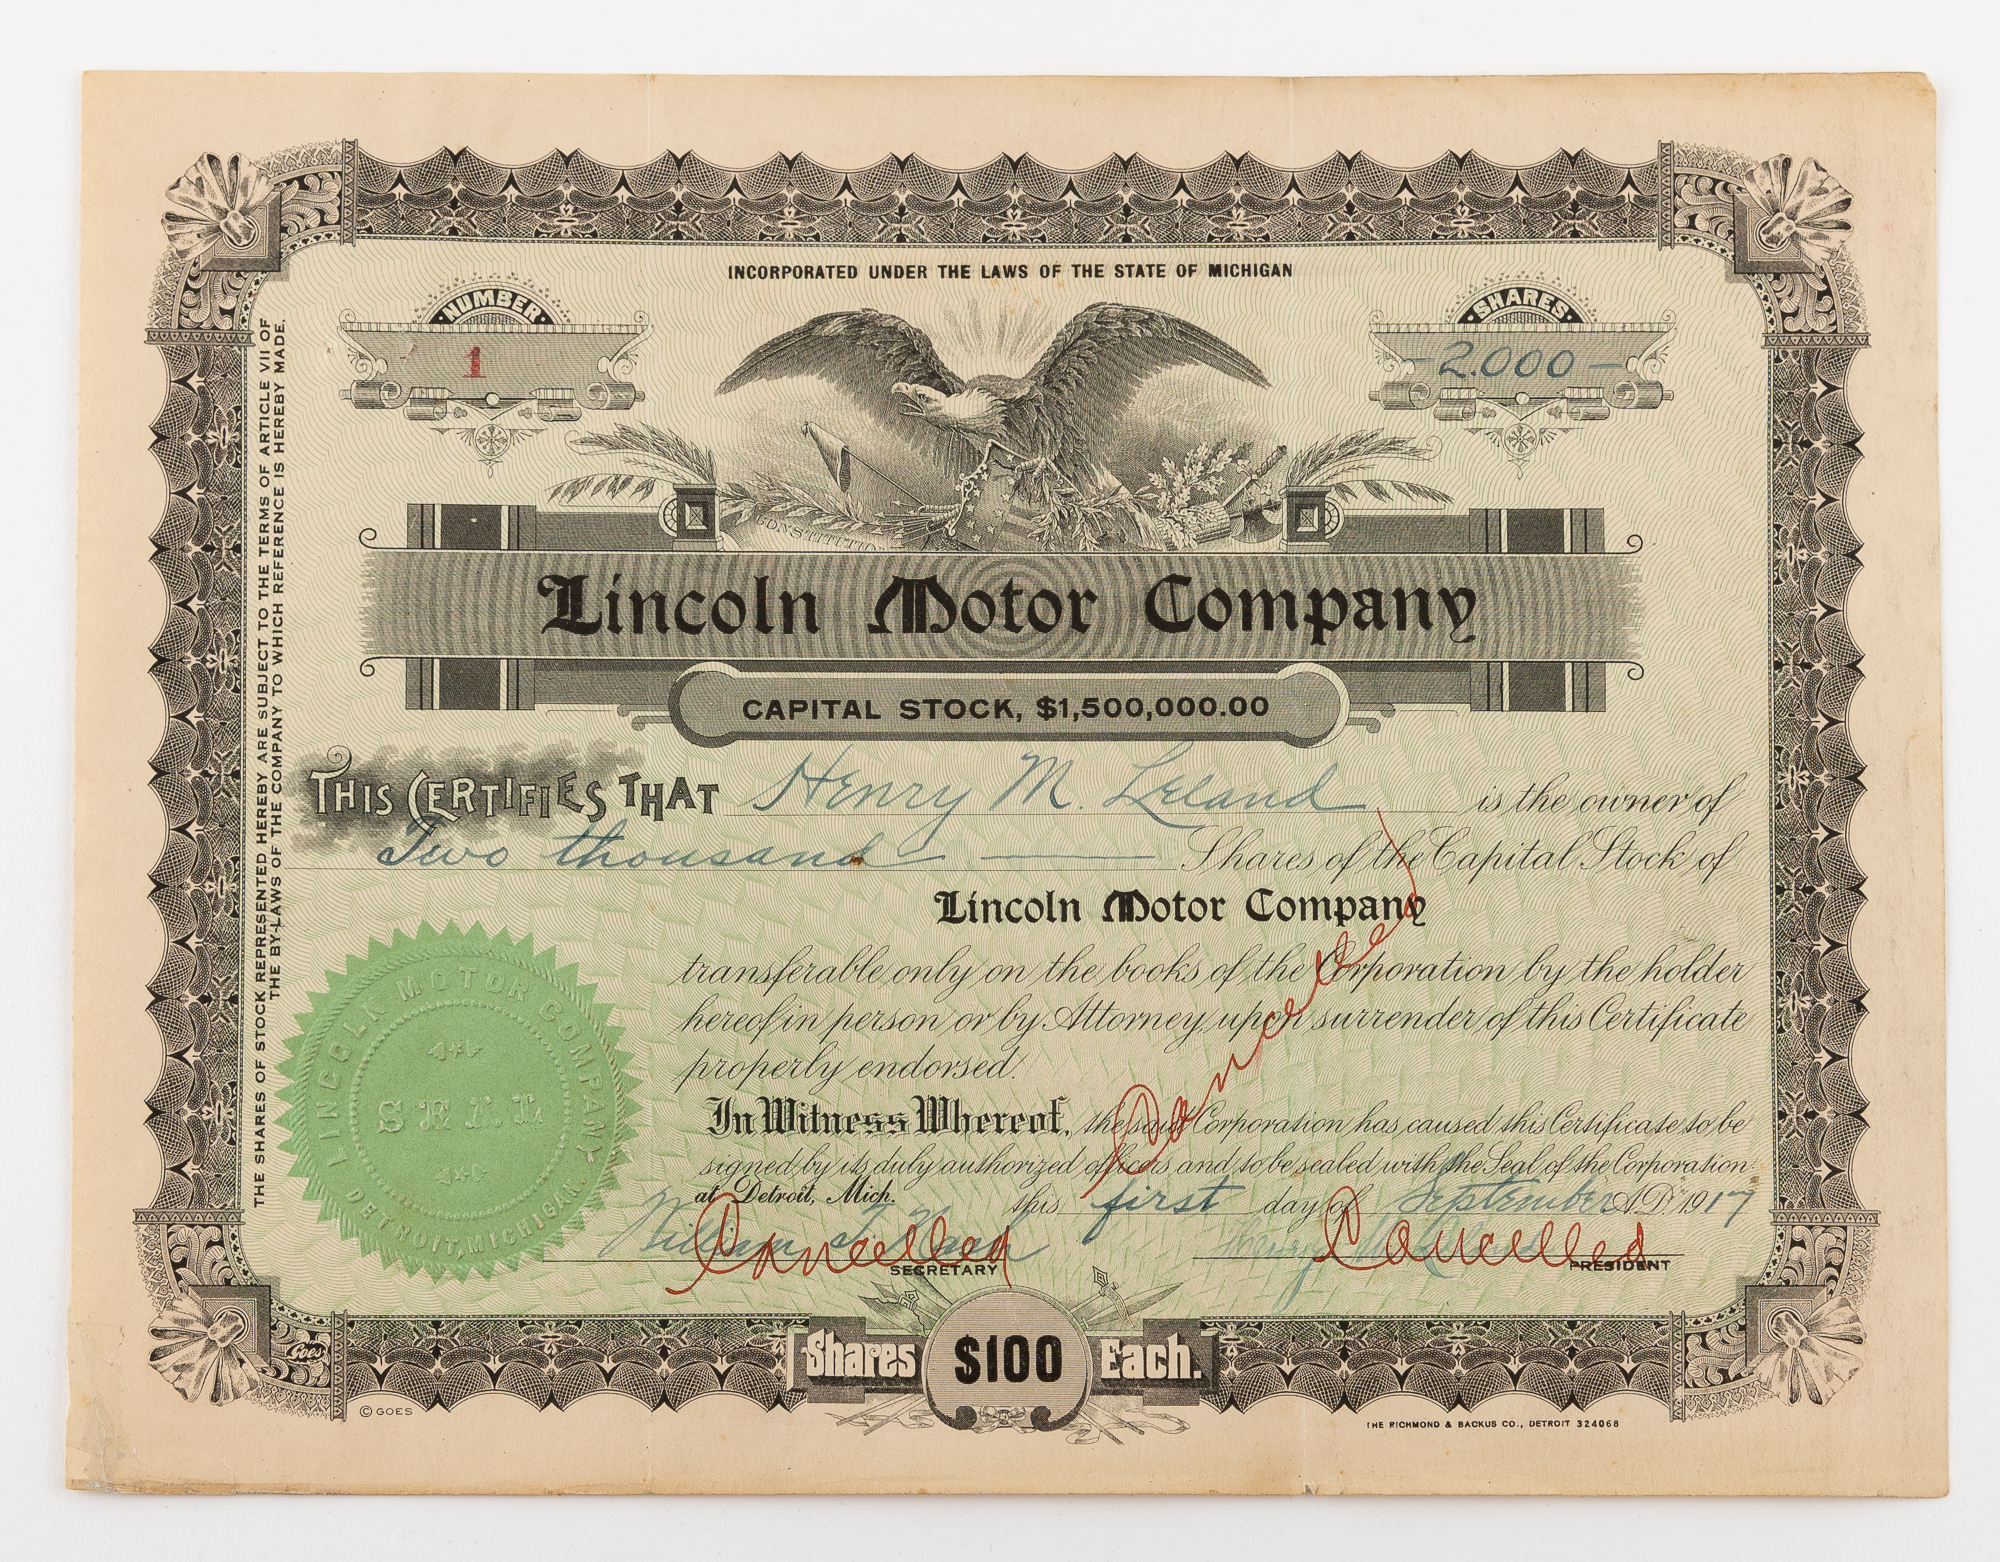 INCORPORATED UNDER THE LAWS OF THE STATE OF MICHIGAN
NUMBER
1
SHARES
-2.000-
CONSTITUTION
Lincoln Motor Company
CAPITAL STOCK, $1,500,000.00
THIS CERTIFIES THAT Henry M. Leland is the owner of
Two thousand Shares of the Capital Stock of
Lincoln Motor Company
transferable only on the books of the Corporation by the holder
hereof in person or by Attorney, upon surrender of this Certificate
properly endorsed.
In Witness Whereof, the said Corporation has caused this Certificate to be
signed by its duly authorized officers and to be sealed with the Seal of the Corporation
at Detroit, Mich. this first day of September A.D. 1917
Cancelled
William
Cancelled
SECRETARY
Henry M.
Cancelled
PRESIDENT
Shares $100 Each.
THE SHARES OF STOCK REPRESENTED HEREBY ARE SUBJECT TO THE TERMS OF ARTICLE VII OF
THE BY-LAWS OF THE COMPANY TO WHICH REFERENCE IS HEREBY MADE.
LINCOLN MOTOR COMPANY
SEAL
DETROIT, MICHIGAN.
Goes
© GOES
THE RICHMOND & BACKUS CO., DETROIT 324068